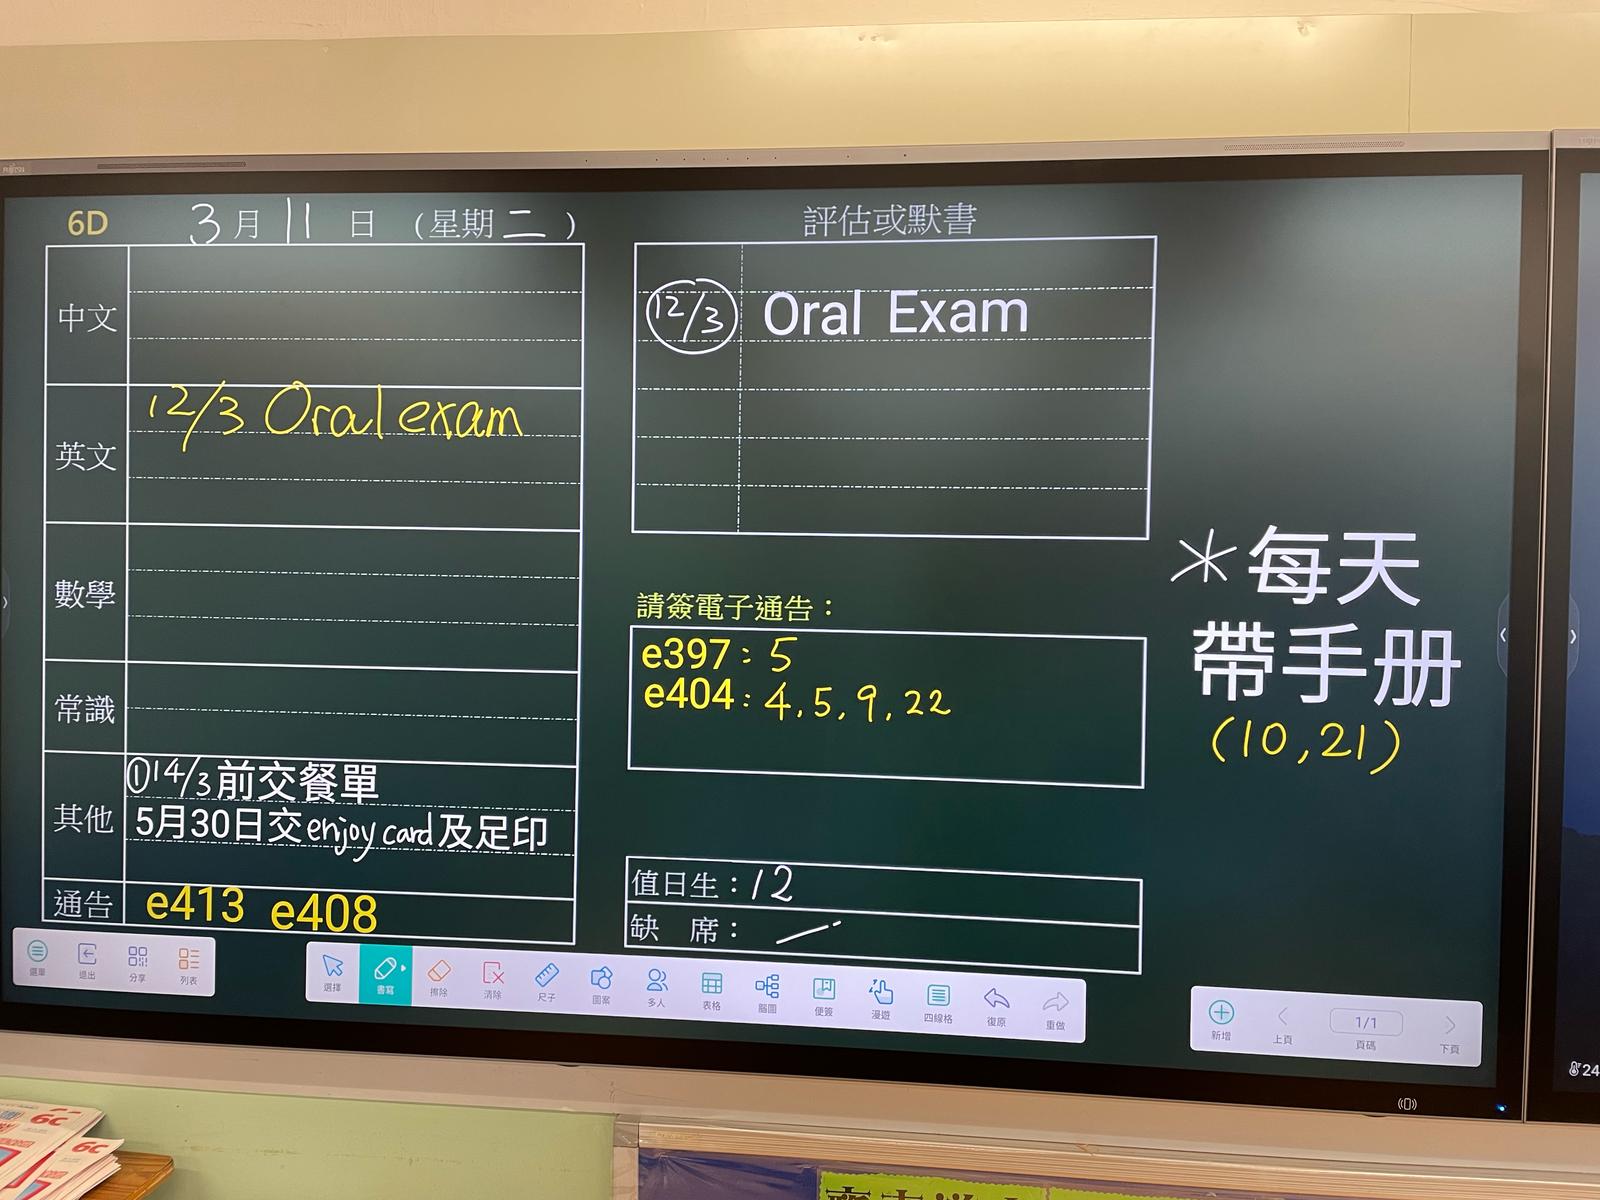 6D 3月11日 (星期二)
中文
英文 12/3 Oral exam
數學
常識
其他 ①14/3前交餐單
5月30日交enjoy card及足印
通告 e413 e408
評估或默書
12/3 Oral Exam
請簽電子通告：
e397：5
e404：4, 5, 9, 22
值日生：12
缺 席：
＊每天
帶手册
(10,21)
選單 退出 分享 列表
選擇 書寫 擦除 清除 尺子 圖案 多人 表格 腦圖 便簽 漫遊 四線格 復原 重做
新增 上頁 1/1 頁碼 下頁
24
6C
6C